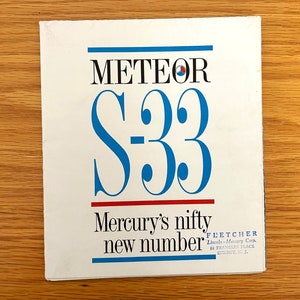 METEOR
S-33
Mercury's nifty
new number
FLETCHER
Lincoln-Mercury Corp.